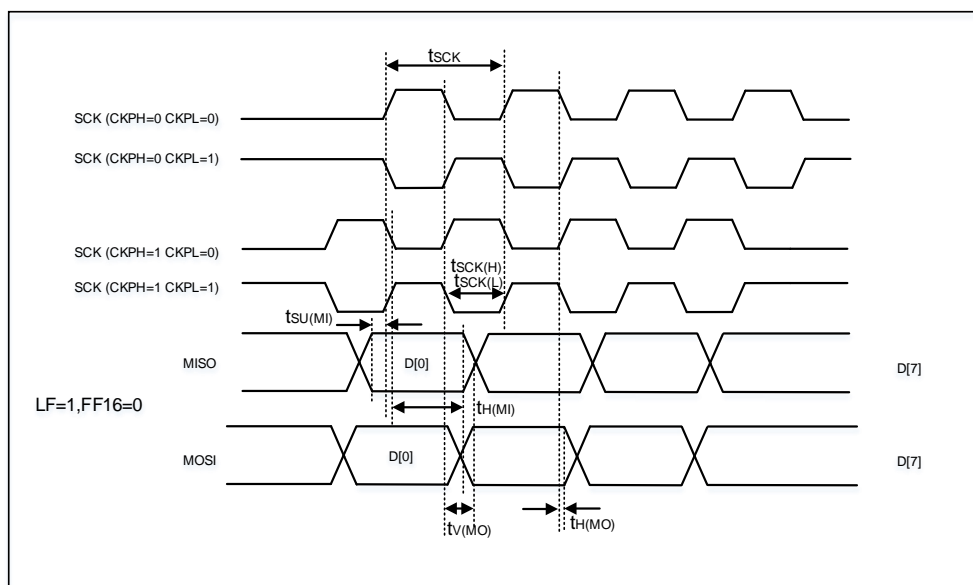 tSCK
SCK (CKPH=0 CKPL=0)
SCK (CKPH=0 CKPL=1)
SCK (CKPH=1 CKPL=0)
tSCK(H)
tSCK(L)
SCK (CKPH=1 CKPL=1)
tSU(MI)
MISO
D[0]
D[7]
LF=1,FF16=0
tH(MI)
MOSI
D[0]
D[7]
tV(MO)
tH(MO)